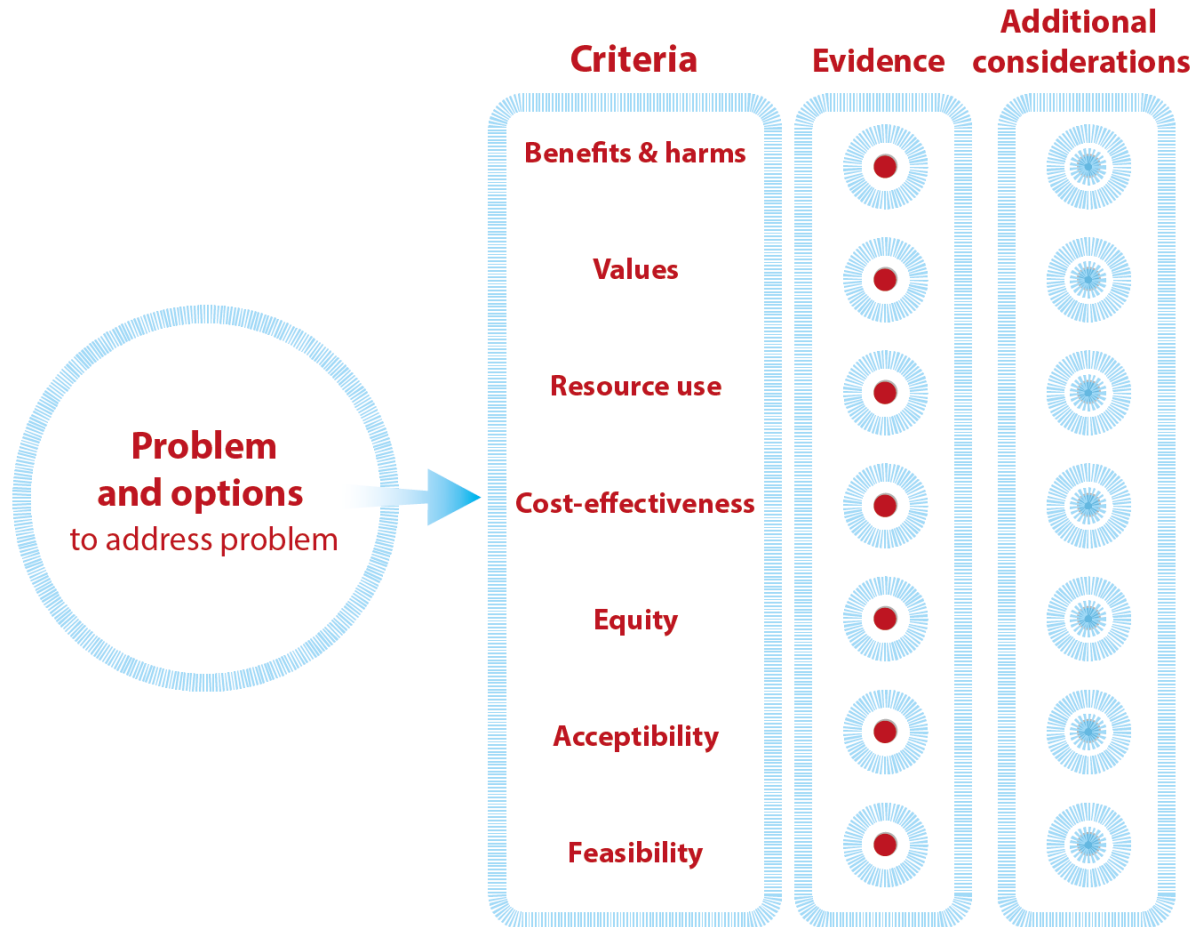 Problem
and options
to address problem
Criteria
Evidence
Additional
considerations
Benefits & harms
Values
Resource use
Cost-effectiveness
Equity
Acceptibility
Feasibility